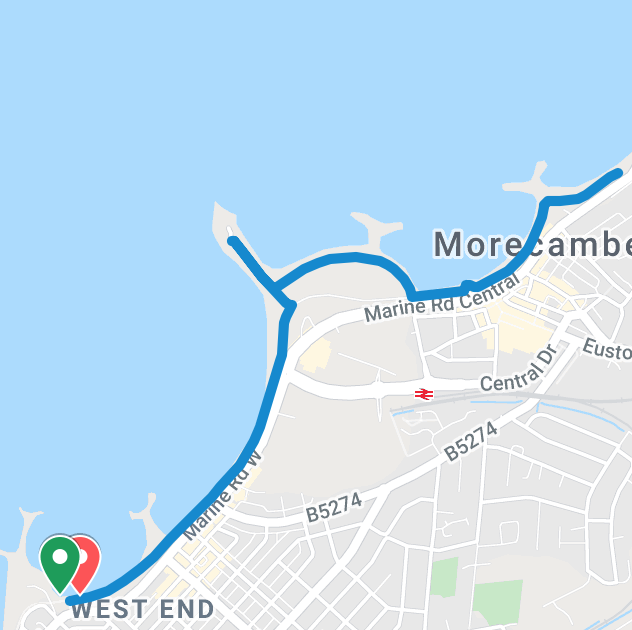 Morecambe
Marine Rd Central
Eusto
Central Dr
B5274
Marine Rd W
B5274
WEST END